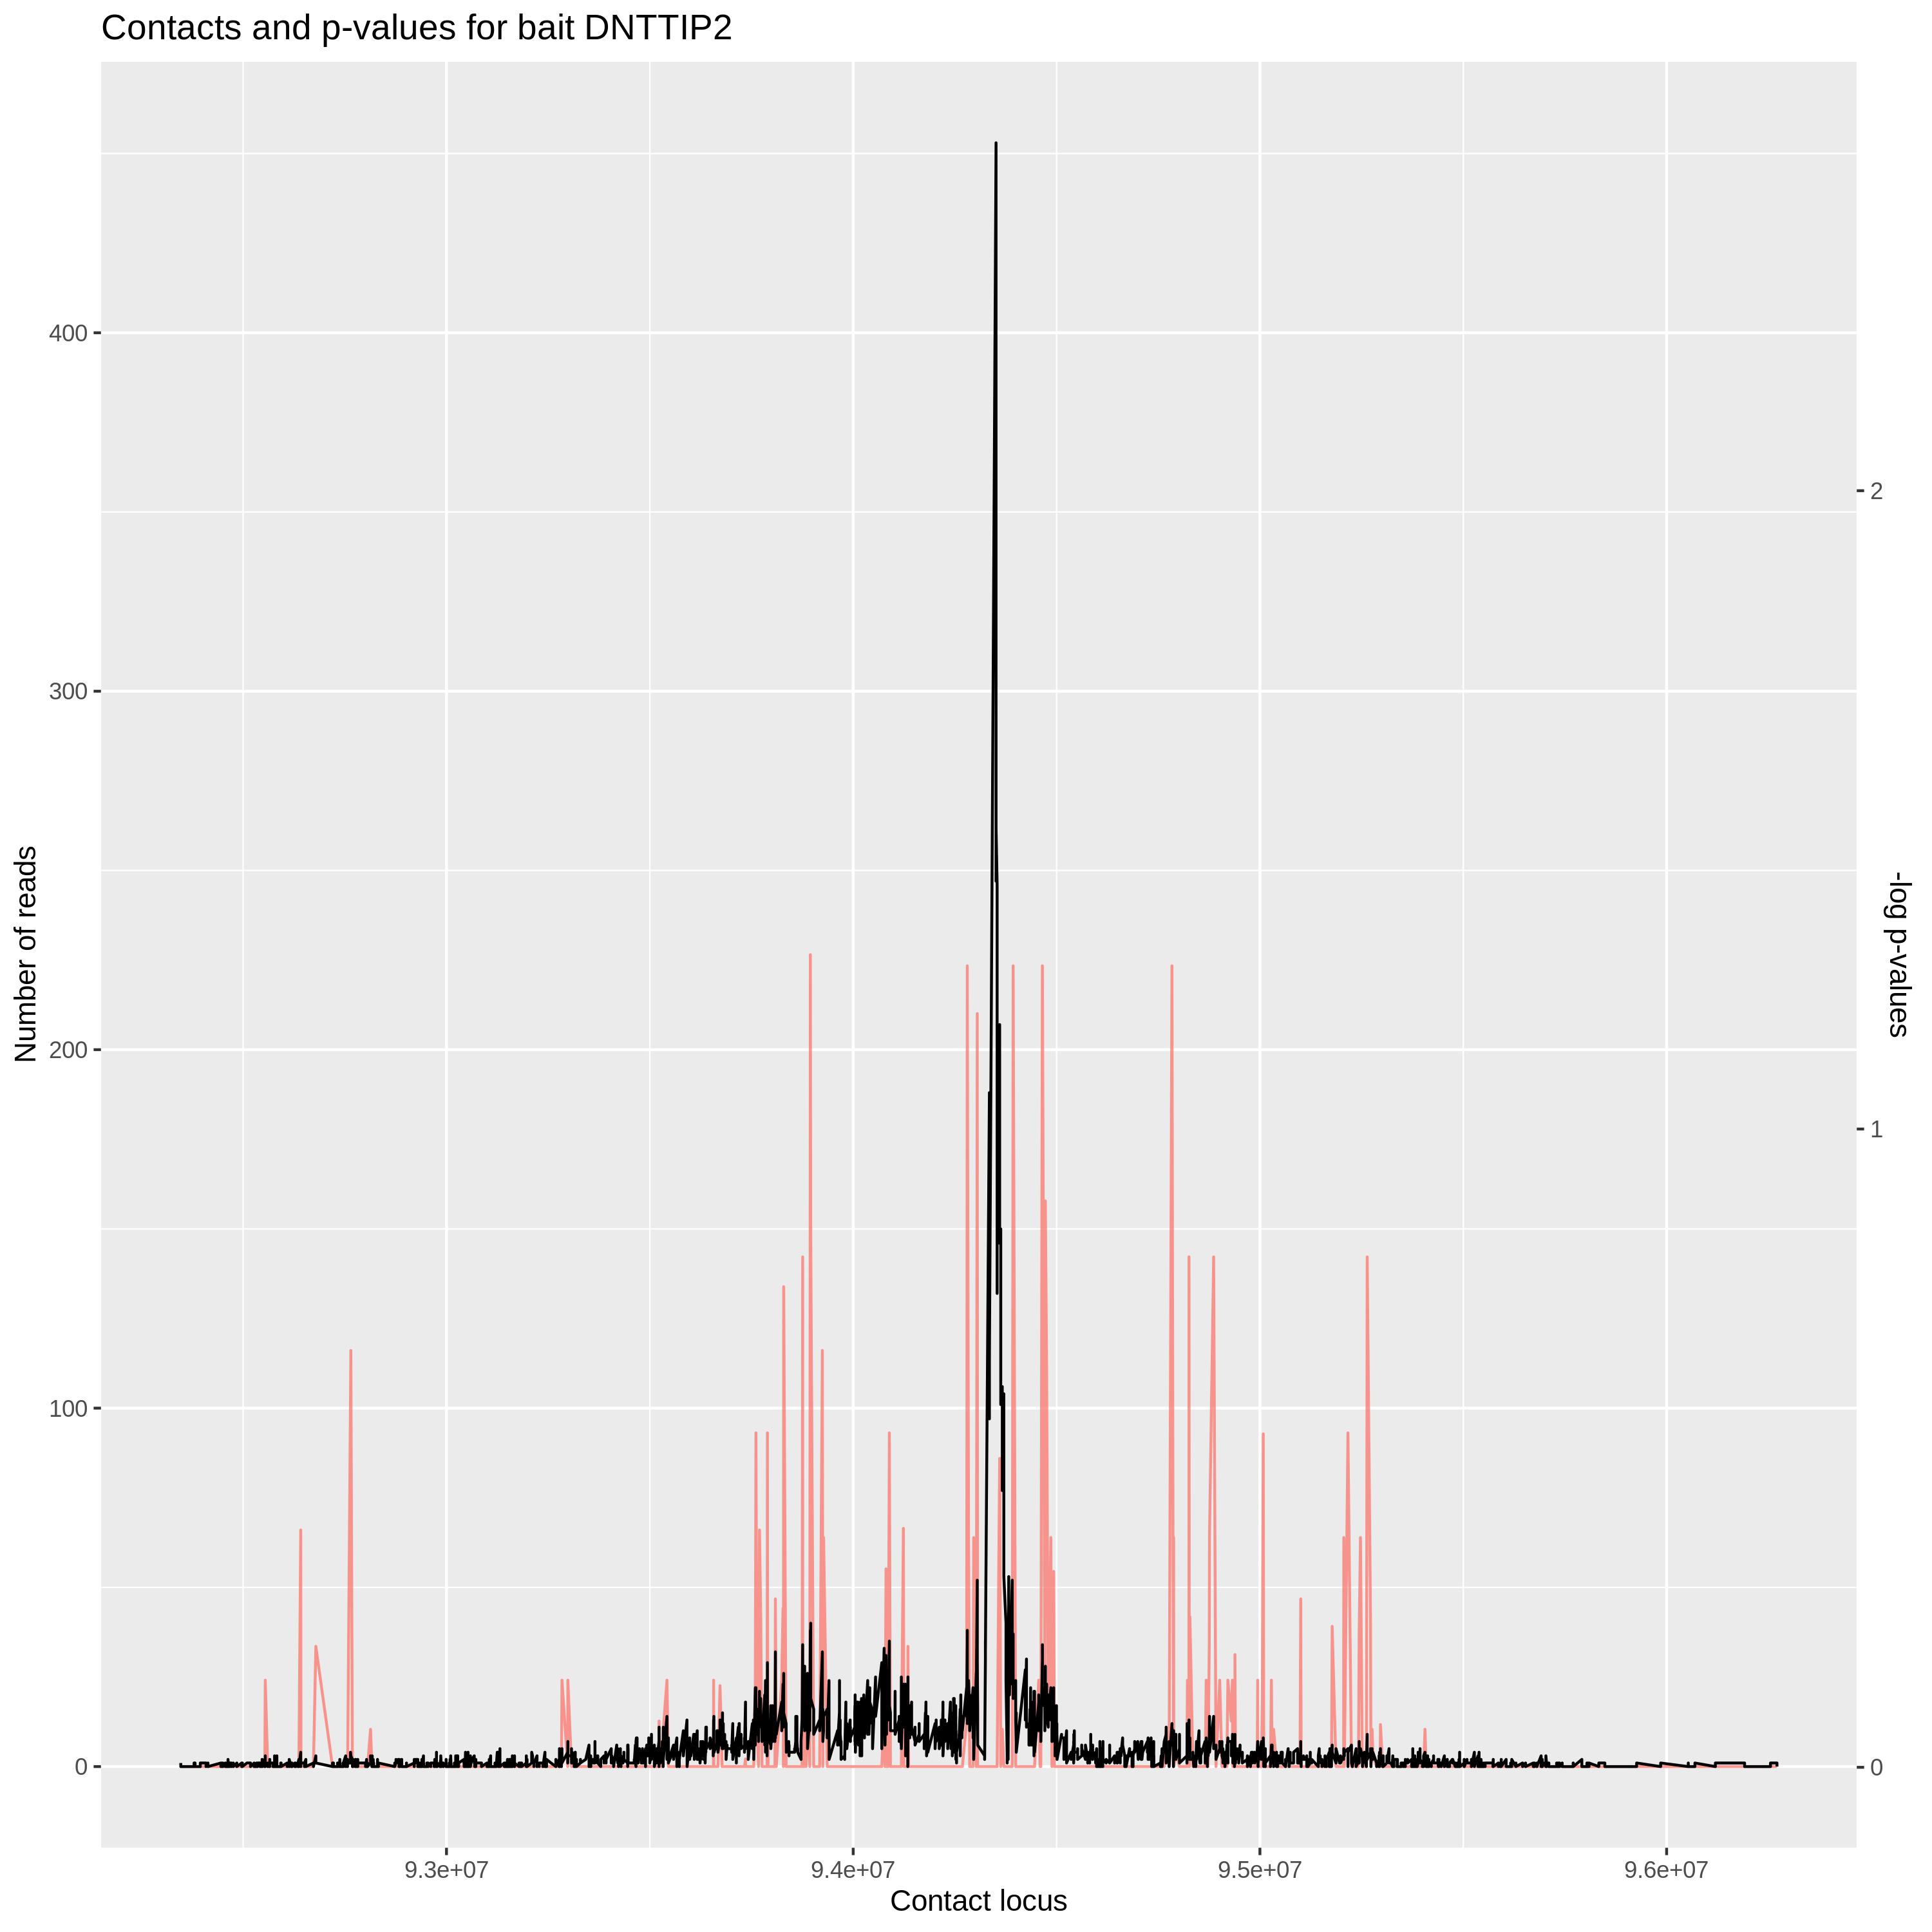 Contacts and p-values for bait DNTTIP2
Number of reads
400
300
200
100
0
2
1
0
-log p-values
9.3e+07
9.4e+07
9.5e+07
9.6e+07
Contact locus